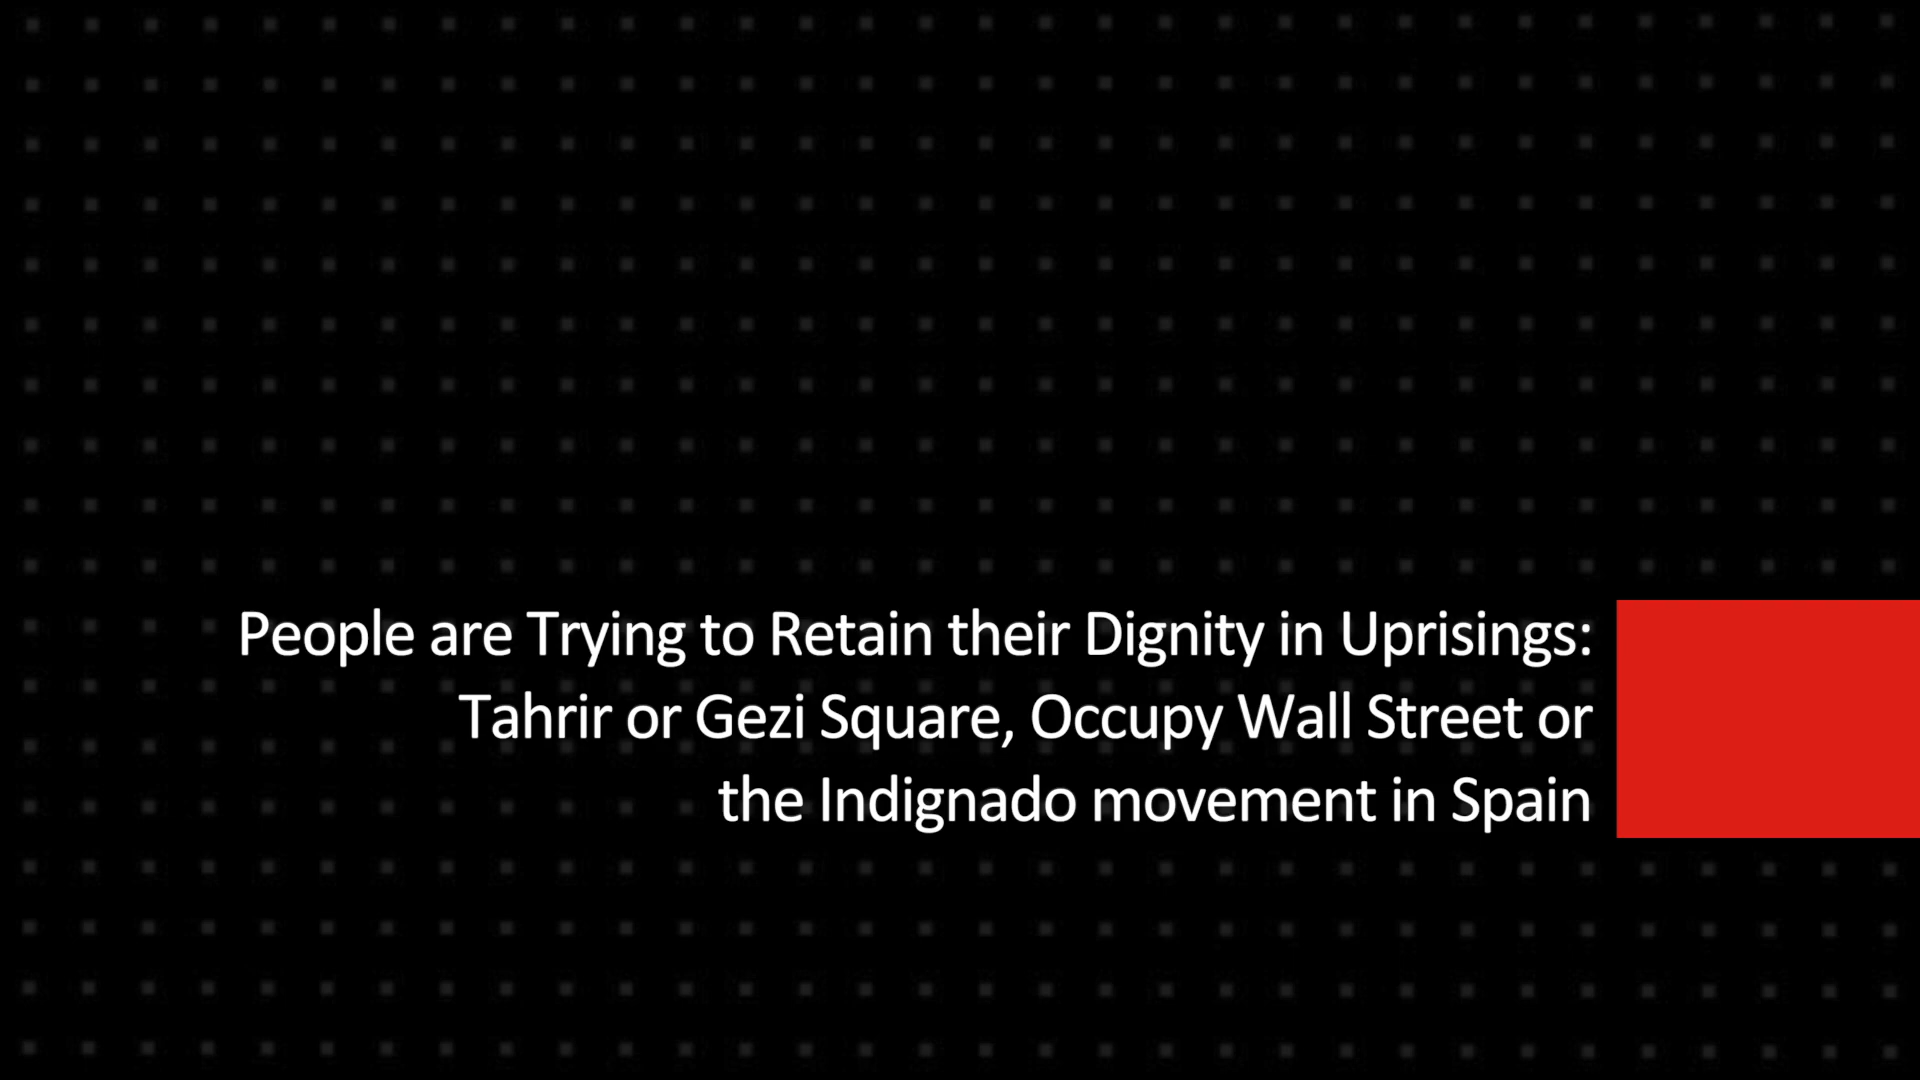 People are Trying to Retain their Dignity in Uprisings:
Tahrir or Gezi Square, Occupy Wall Street or
the Indignado movement in Spain